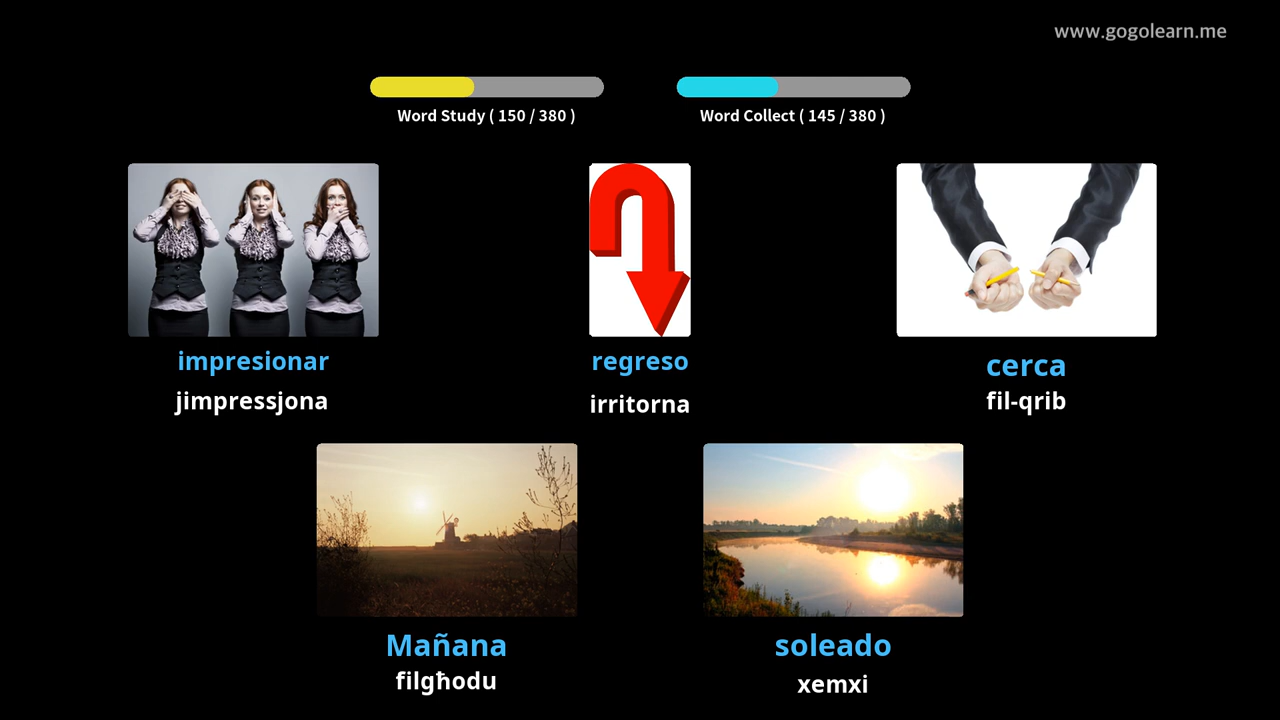 www.gogolearn.me
Word Study ( 150 / 380 )
Word Collect ( 145 / 380 )
impresionar
jimpressjona
regreso
irritorna
cerca
fil-qrib
Mañana
filgħodu
soleado
xemxi